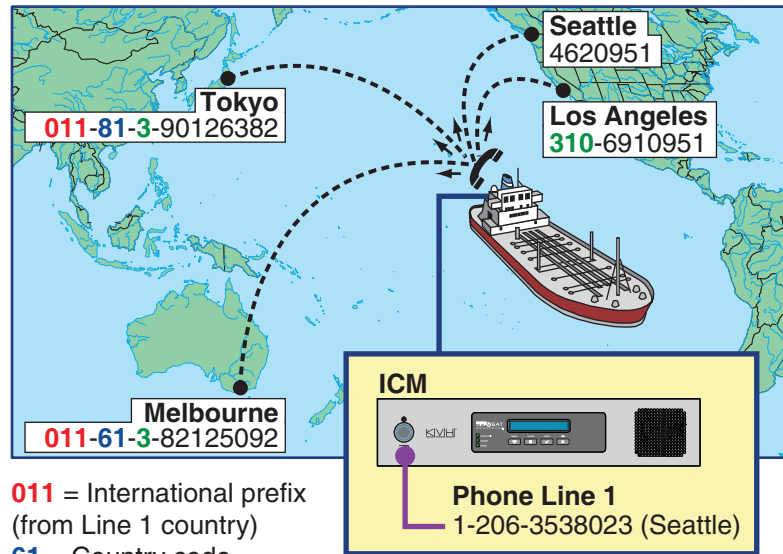 Seattle
4620951
Tokyo
011-81-3-90126382
Los Angeles
310-6910951
Melbourne
011-61-3-82125092
ICM
KVH
Phone Line 1
1-206-3538023 (Seattle)
011 = International prefix
(from Line 1 country)